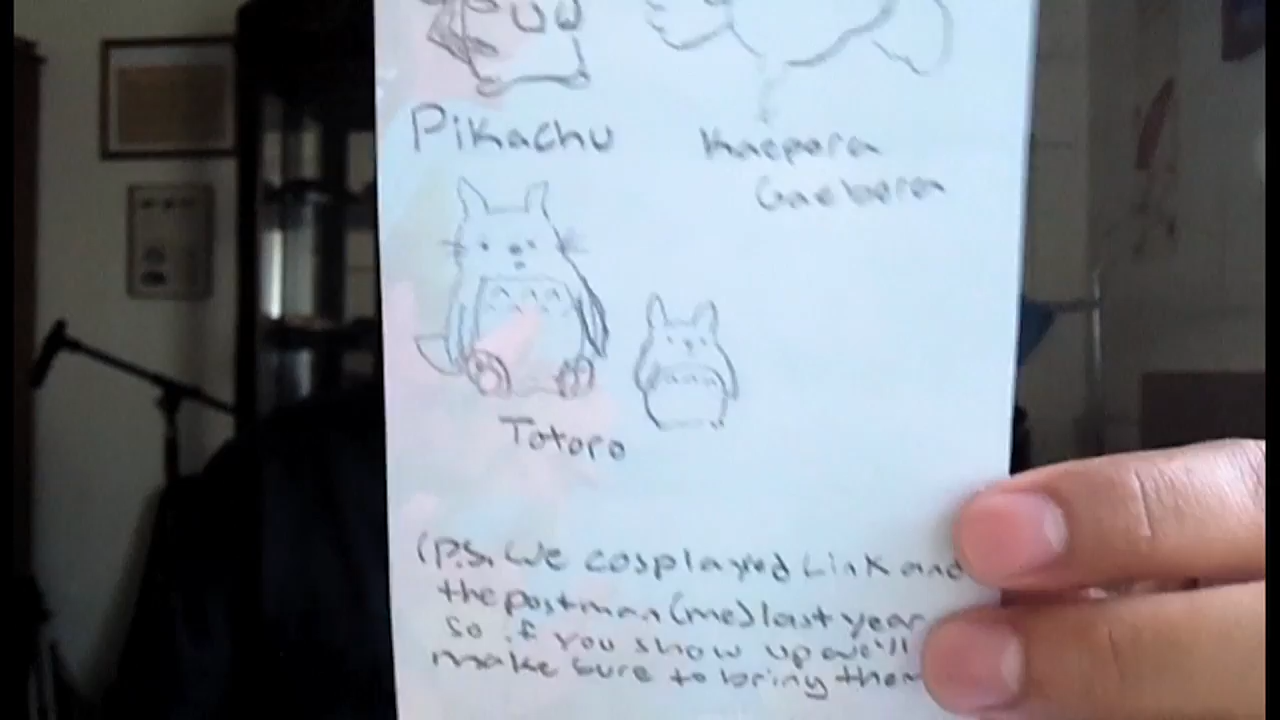 Pikachu
Kaepora
Gaebora
Totoro
(P.S. We cosplayed Link and
the postman (me) last year
so if you show up we'll
make sure to bring them